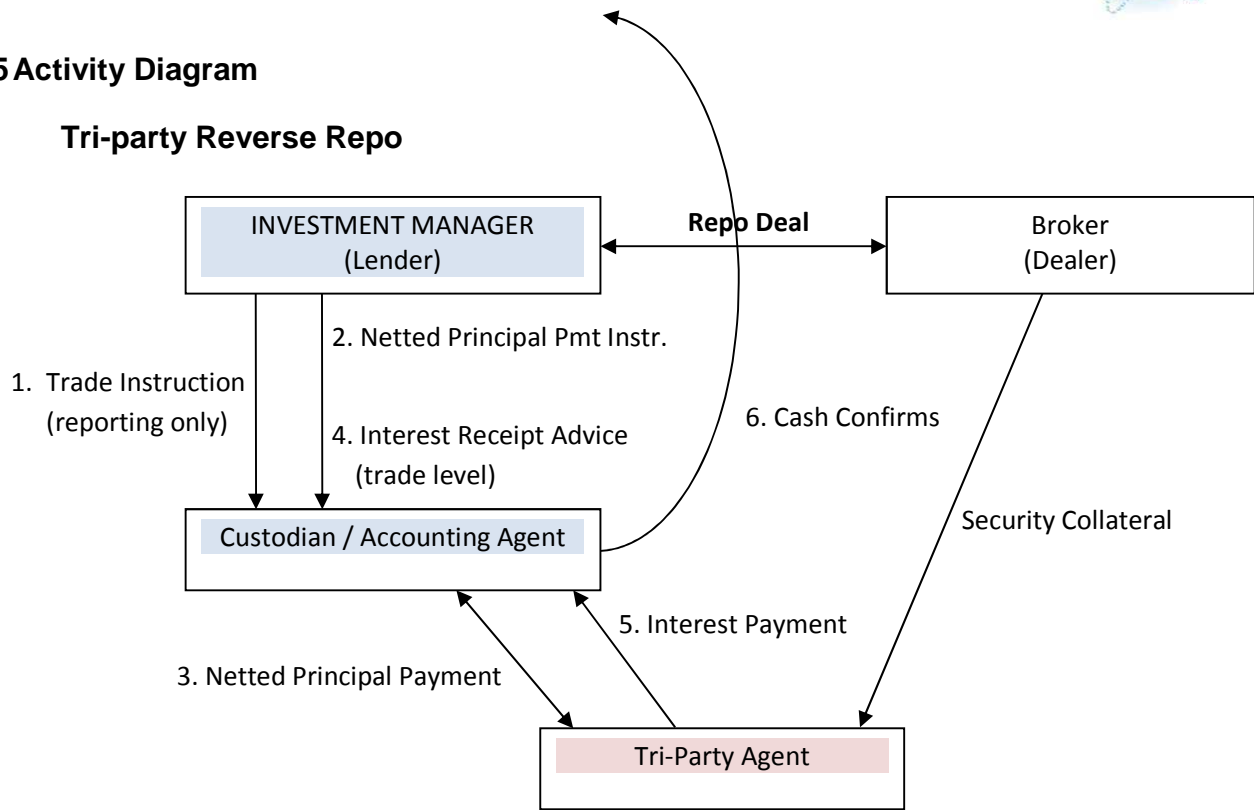 5 Activity Diagram
Tri-party Reverse Repo
INVESTMENT MANAGER
(Lender)
Repo Deal
Broker
(Dealer)
2. Netted Principal Pmt Instr.
1. Trade Instruction
(reporting only)
4. Interest Receipt Advice
(trade level)
6. Cash Confirms
Custodian / Accounting Agent
Security Collateral
5. Interest Payment
3. Netted Principal Payment
Tri-Party Agent